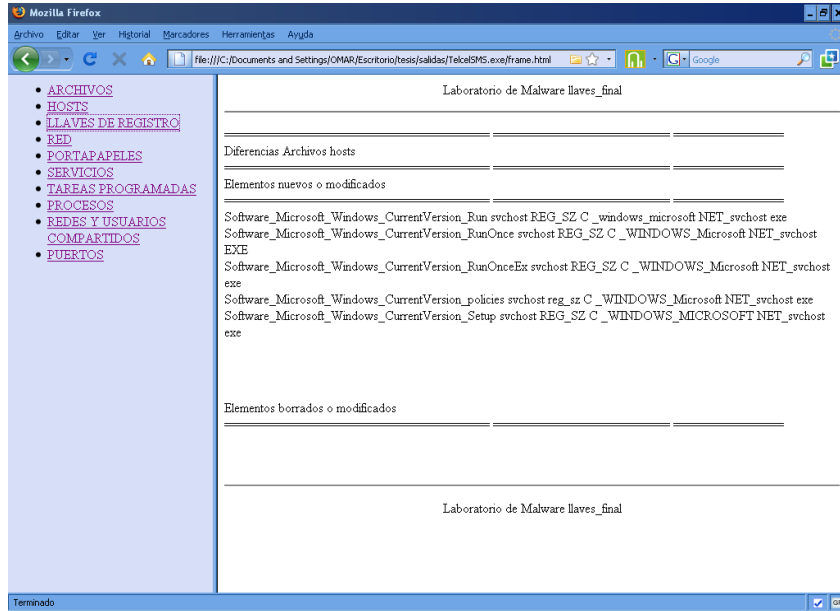 Mozilla Firefox
Archivo Editar Ver Historial Marcadores Herramientas Ayuda
file:///C:/Documents and Settings/OMAR/Escritorio/tesis/salidas/TelcelSMS.exe/frame.html
G Google
ARCHIVOS
HOSTS
LLAVES DE REGISTRO
RED
PORTAPAPELES
SERVICIOS
TAREAS PROGRAMADAS
PROCESOS
REDES Y USUARIOS
COMPARTIDOS
PUERTOS
Laboratorio de Malware llaves_final
Diferencias Archivos hosts
Elementos nuevos o modificados
Software_Microsoft_Windows_CurrentVersion_Run svchost REG_SZ C _windows_microsoft NET_svchost exe
Software_Microsoft_Windows_CurrentVersion_RunOnce svchost REG_SZ C _WINDOWS_Microsoft NET_svchost
EXE
Software_Microsoft_Windows_CurrentVersion_RunOnceEx svchost REG_SZ C _WINDOWS_Microsoft NET_svchost
exe
Software_Microsoft_Windows_CurrentVersion_policies svchost reg_sz C _WINDOWS_Microsoft NET_svchost exe
Software_Microsoft_Windows_CurrentVersion_Setup svchost REG_SZ C _WINDOWS_MICROSOFT NET_svchost
exe
Elementos borrados o modificados
Laboratorio de Malware llaves_final
Terminado